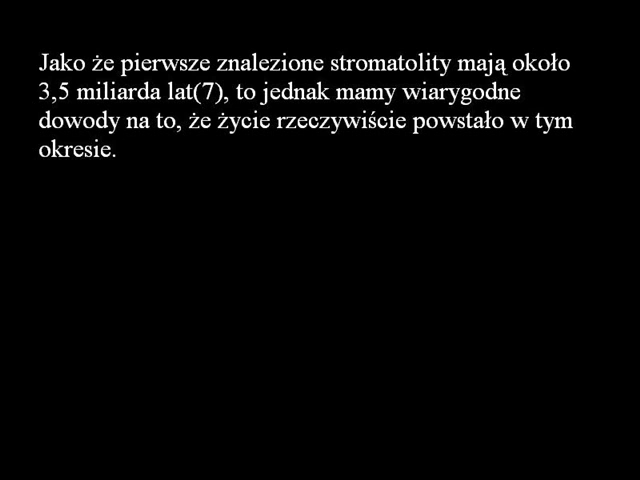 Jako że pierwsze znalezione stromatolity mają około
3,5 miliarda lat(7), to jednak mamy wiarygodne
dowody na to, że życie rzeczywiście powstało w tym
okresie.